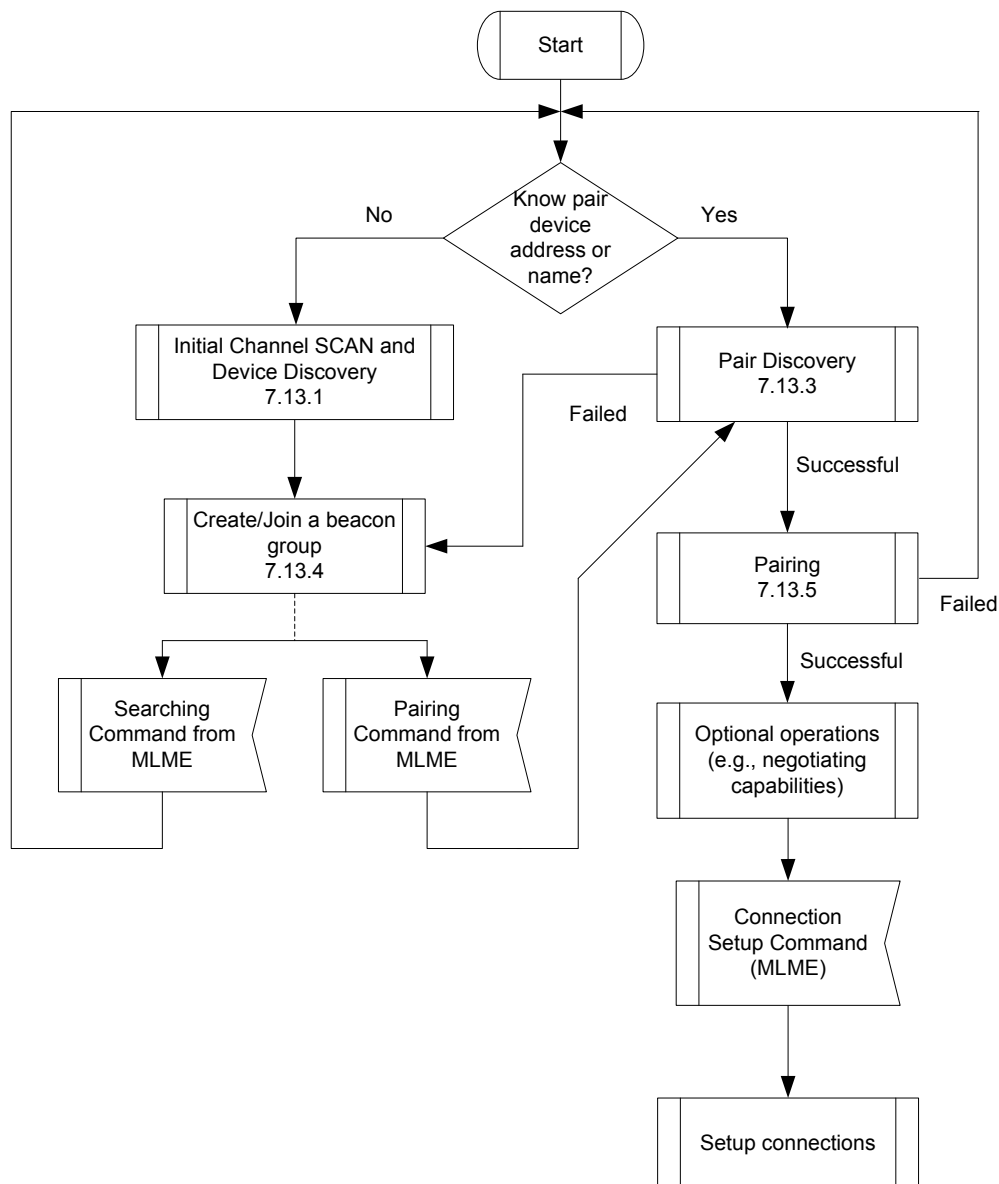 Start
Know pair
device
address or
name?
No
Yes
Initial Channel SCAN and
Device Discovery
7.13.1
Pair Discovery
7.13.3
Failed
Successful
Create/Join a beacon
group
7.13.4
Pairing
7.13.5
Failed
Successful
Searching
Command from
MLME
Pairing
Command from
MLME
Optional operations
(e.g., negotiating
capabilities)
Connection
Setup Command
(MLME)
Setup connections